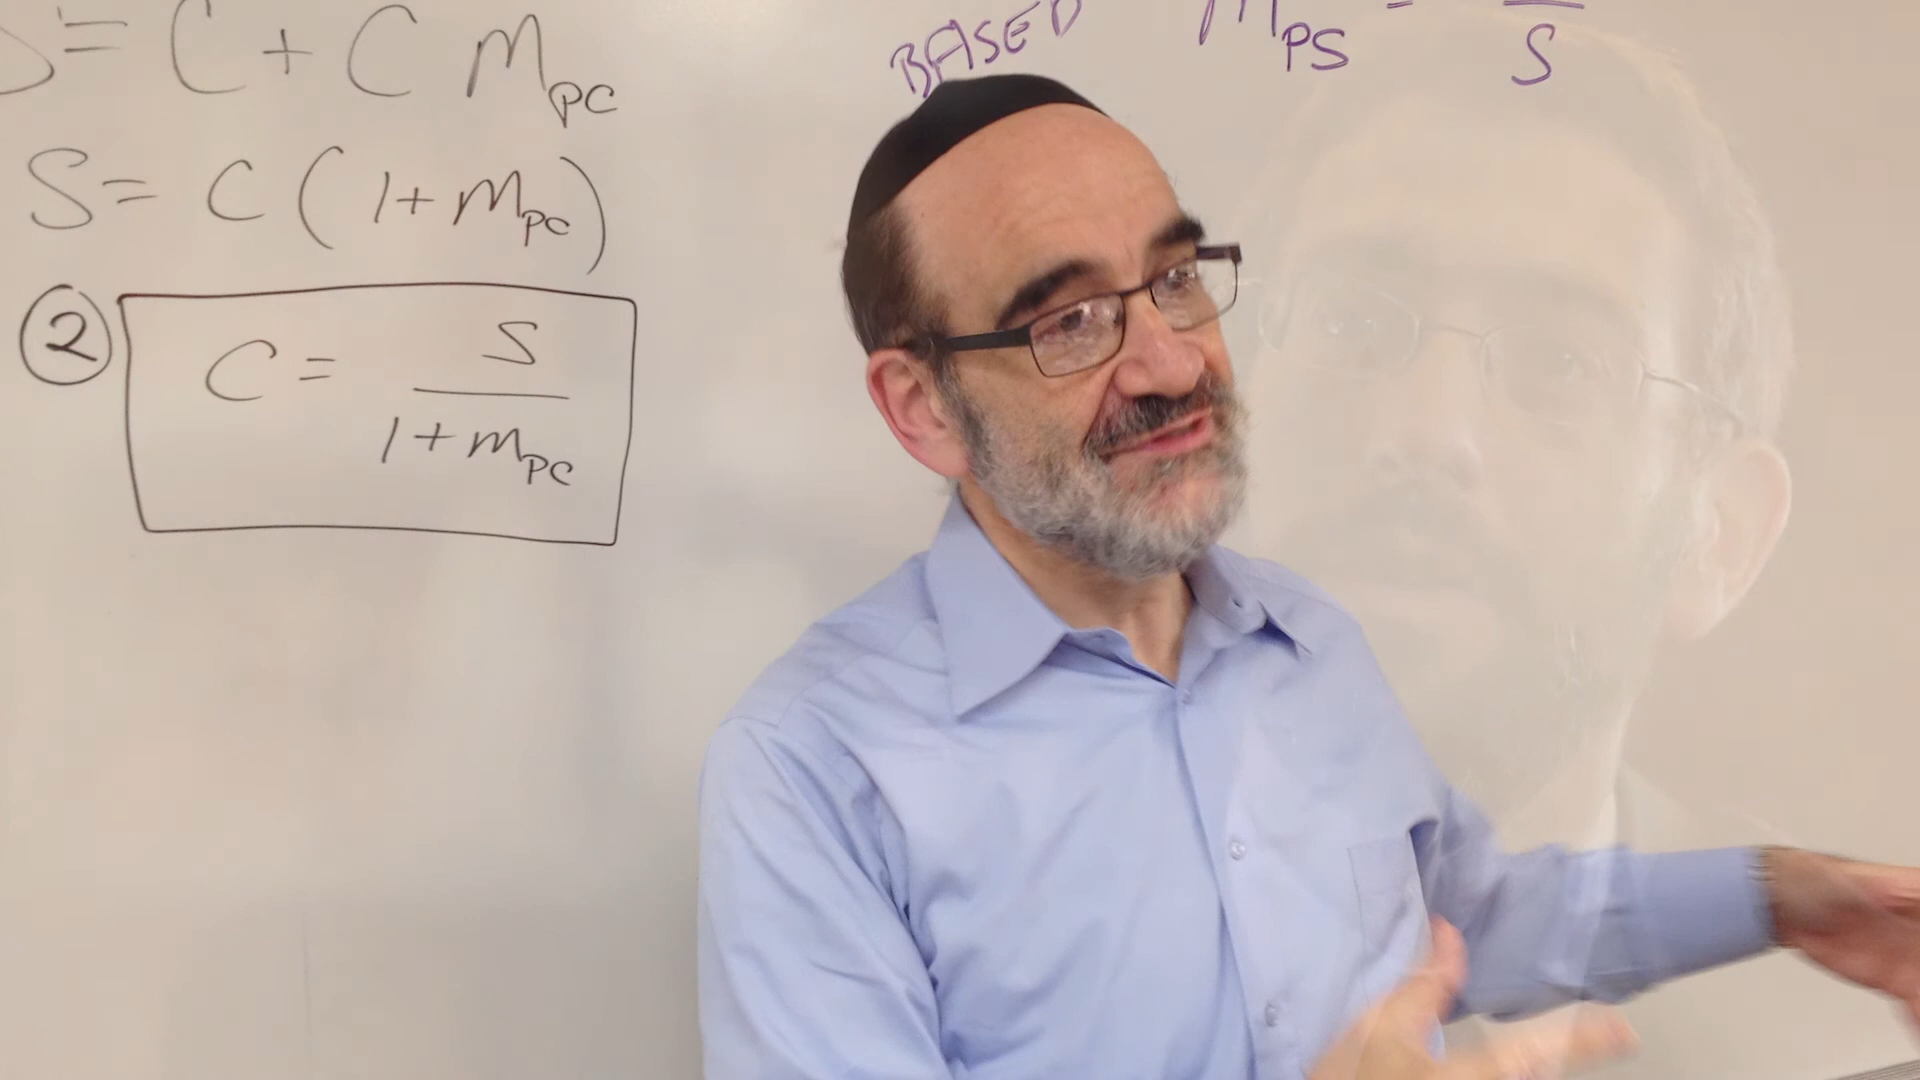 S = C + C Mpc
S = C ( 1 + Mpc )
2
C = S
1 + Mpc
BASED
MPS = S